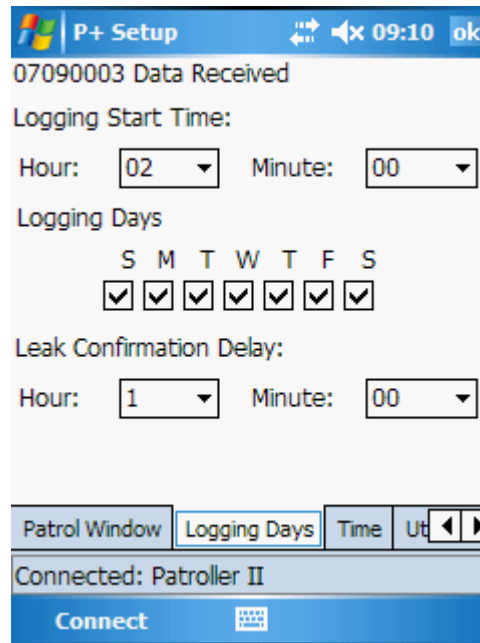 P+ Setup 09:10 ok
07090003 Data Received
Logging Start Time:
Hour: 02 Minute: 00
Logging Days
S M T W T F S
Leak Confirmation Delay:
Hour: 1 Minute: 00
Patrol Window Logging Days Time Ut
Connected: Patroller II
Connect